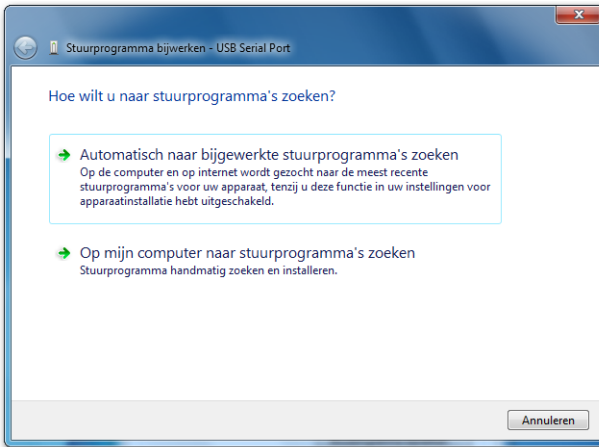 Stuurprogramma bijwerken - USB Serial Port
Hoe wilt u naar stuurprogramma's zoeken?
Automatisch naar bijgewerkte stuurprogramma's zoeken
Op de computer en op internet wordt gezocht naar de meest recente
stuurprogramma's voor uw apparaat, tenzij u deze functie in uw instellingen voor
apparaatinstallatie hebt uitgeschakeld.
Op mijn computer naar stuurprogramma's zoeken
Stuurprogramma handmatig zoeken en installeren.
Annuleren